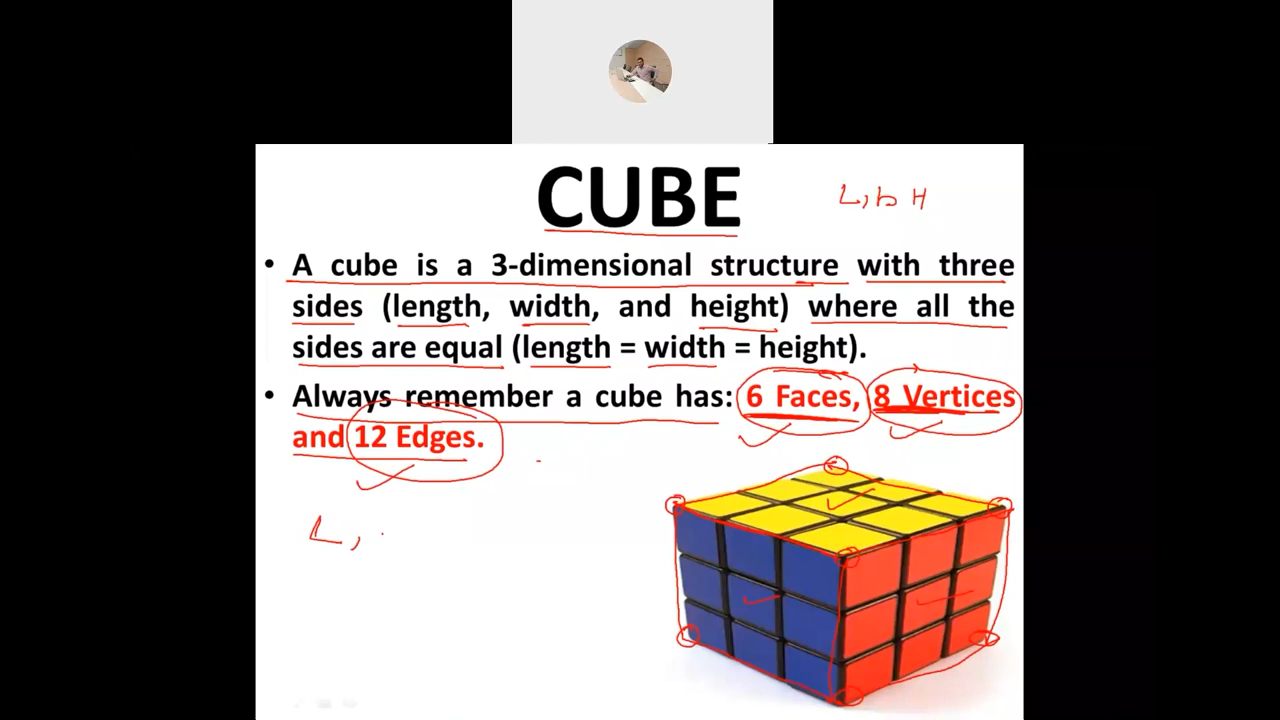 CUBE
L, b H
• A cube is a 3-dimensional structure with three
sides (length, width, and height) where all the
sides are equal (length = width = height).
• Always remember a cube has: 6 Faces, 8 Vertices
and 12 Edges.
L,